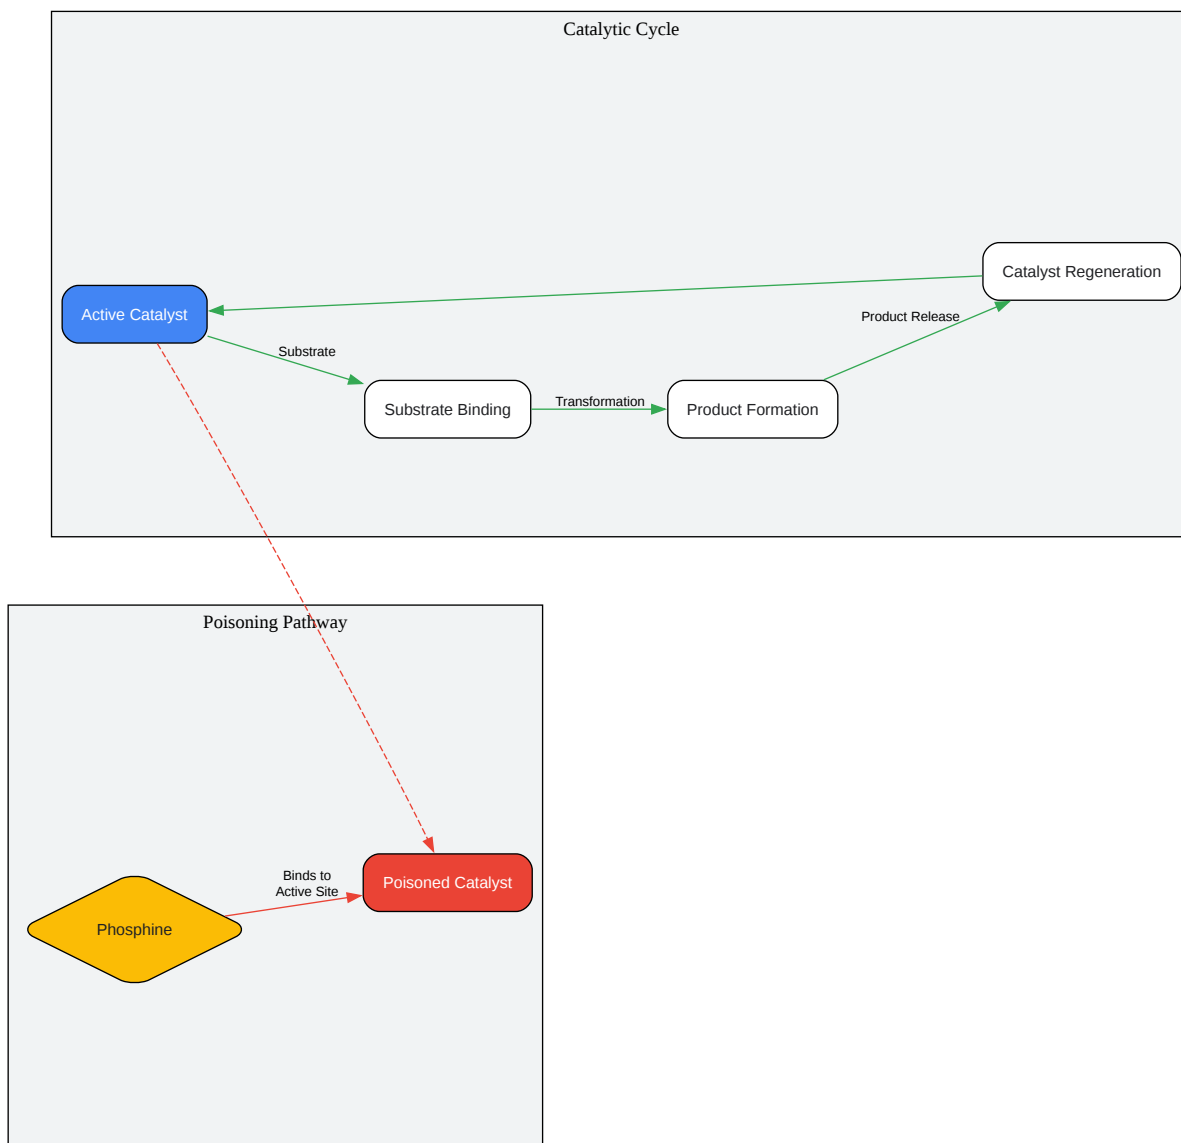 Catalytic Cycle
Catalyst Regeneration
Active Catalyst
Product Release
Substrate
Substrate Binding
Transformation
Product Formation
Poisoning Pathway
Binds to
Active Site
Poisoned Catalyst
Phosphine